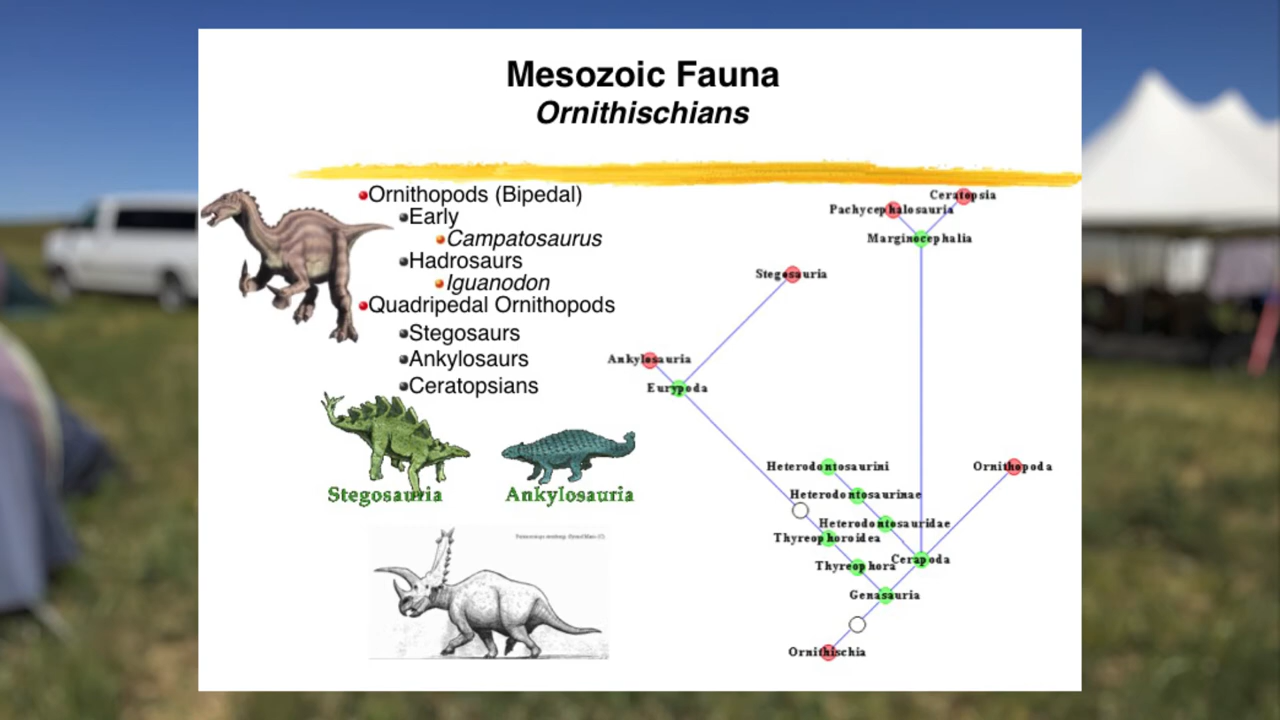 Mesozoic Fauna
Ornithischians
Ornithopods (Bipedal)
Early
Campatosaurus
Hadrosaurs
Iguanodon
Quadripedal Ornithopods
Stegosaurs
Ankylosaurs
Ceratopsians
Stegosauria
Ankylosauria
Ceratopsia
Pachycephalosauria
Marginocephalia
Stegosauria
Ankylosauria
Eurypoda
Heterodontosaurini
Ornithopoda
Heterodontosaurinae
Heterodontosauridae
Thyreophoroidea
Cerapoda
Thyreophora
Genasauria
Ornithischia